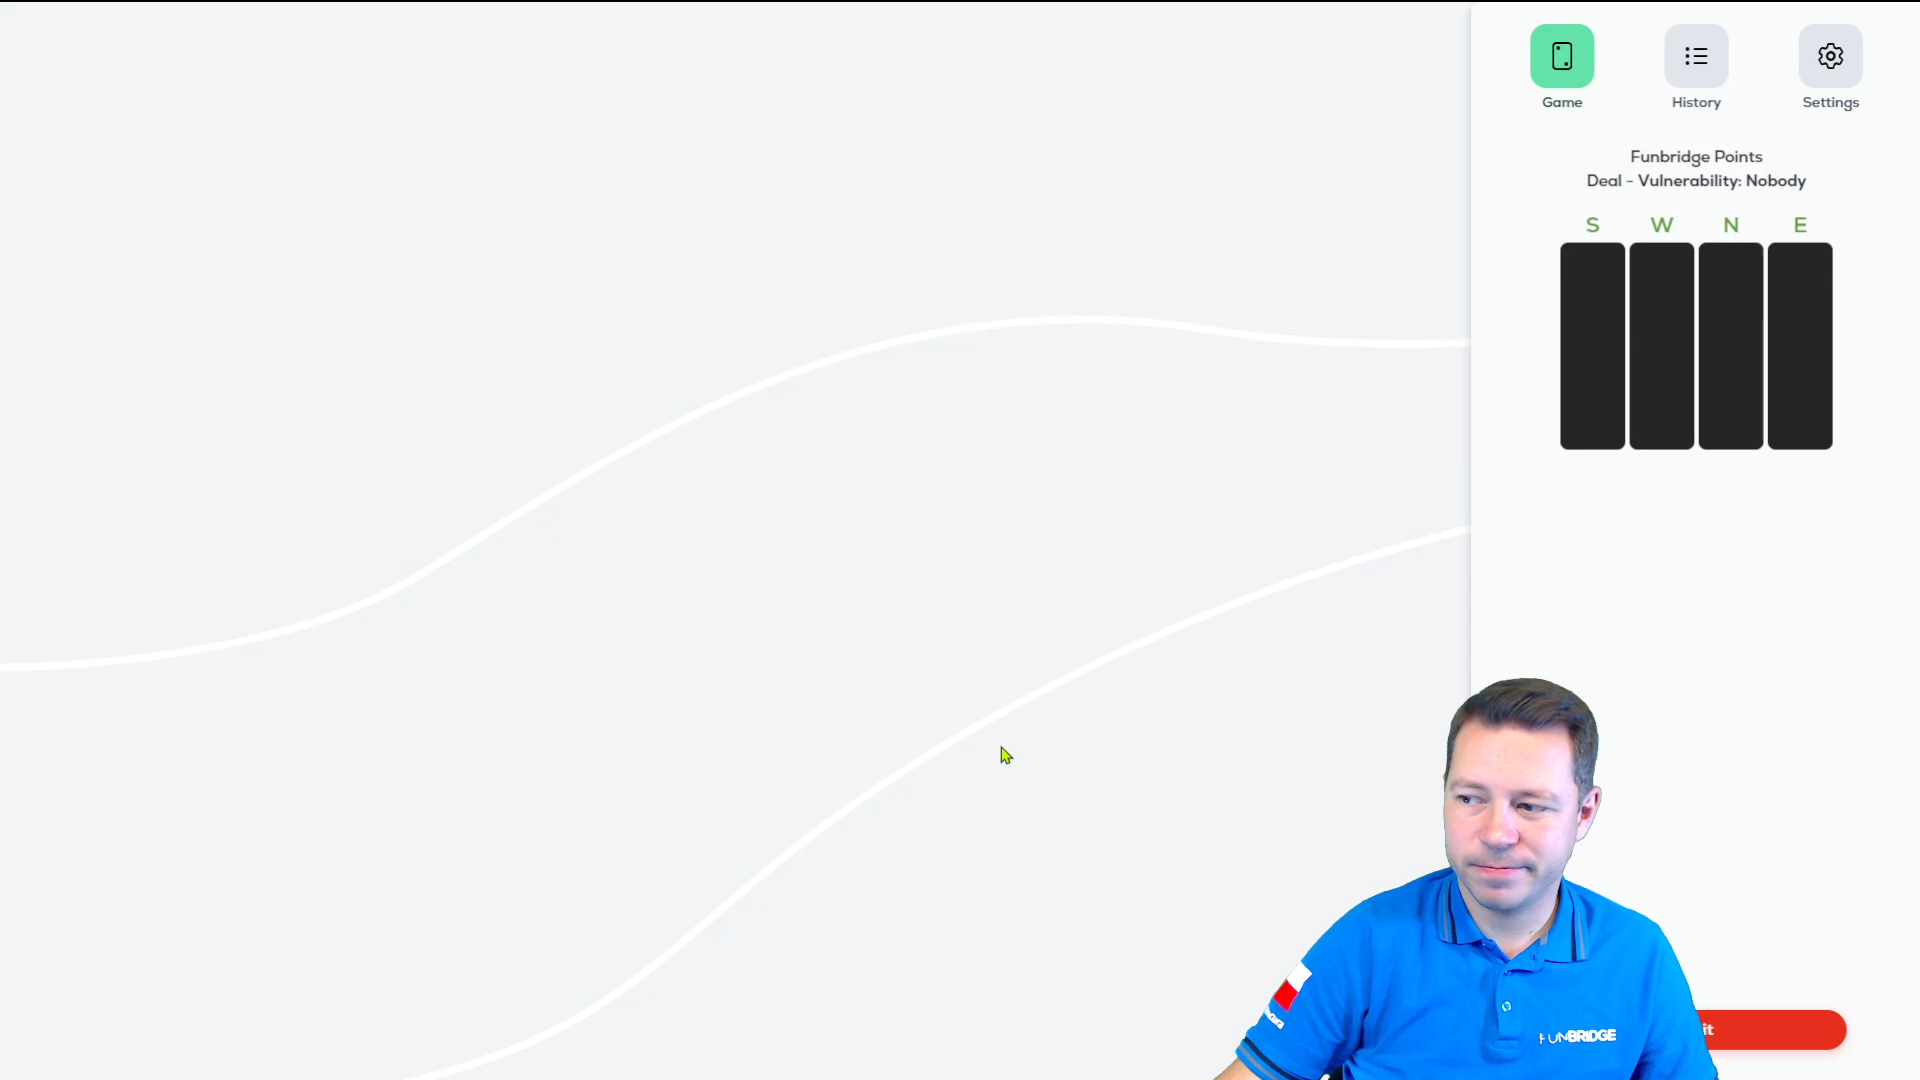 Game
History
Settings
Funbridge Points
Deal - Vulnerability: Nobody
S W N E
it
FUNBRIDGE